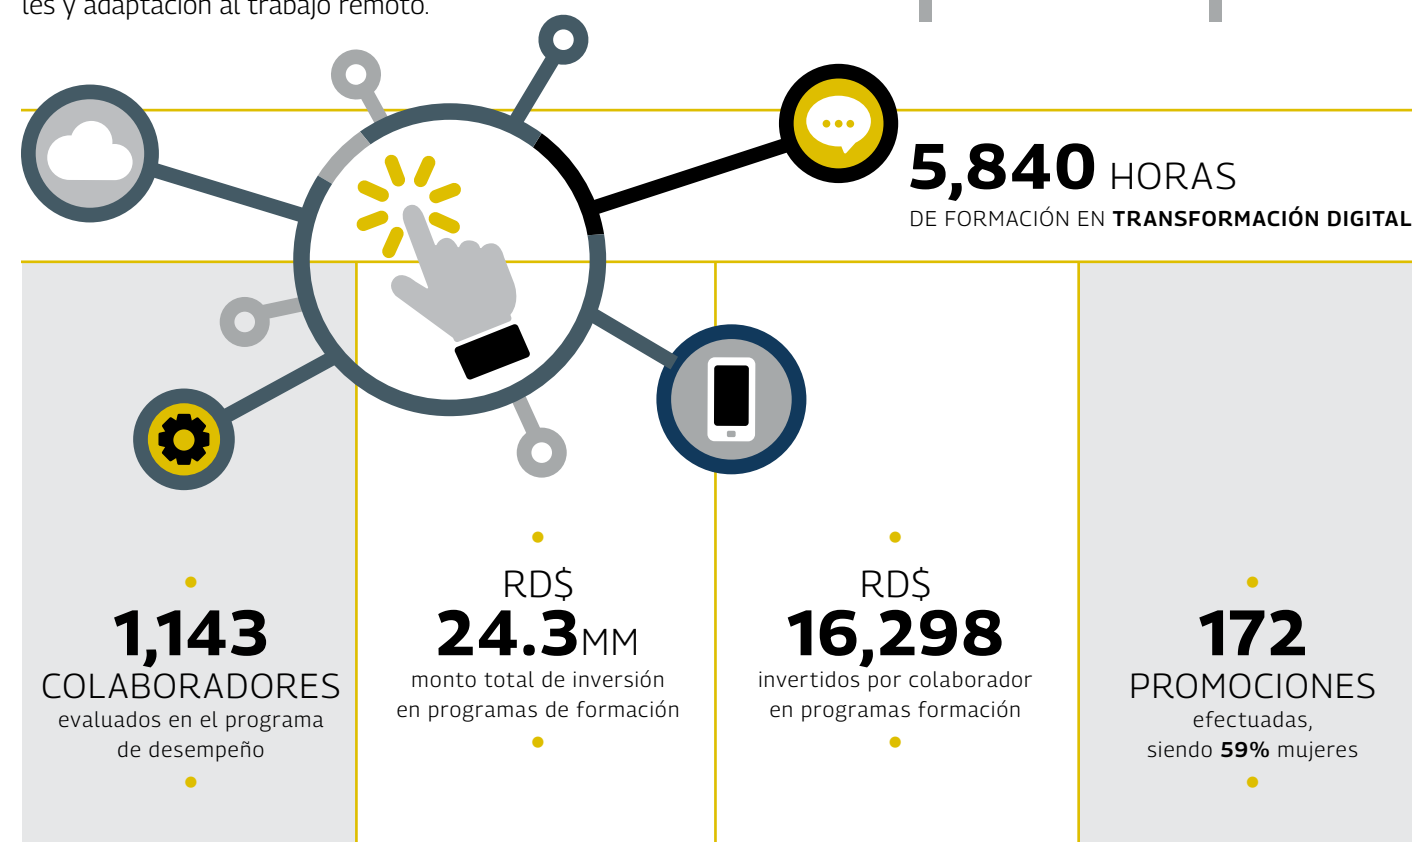 les y adaptación al trabajo remoto.
5,840 HORAS
DE FORMACIÓN EN TRANSFORMACIÓN DIGITAL
1,143
COLABORADORES
evaluados en el programa
de desempeño
RD$
24.3MM
monto total de inversión
en programas de formación
RD$
16,298
invertidos por colaborador
en programas formación
172
PROMOCIONES
efectuadas,
siendo 59% mujeres